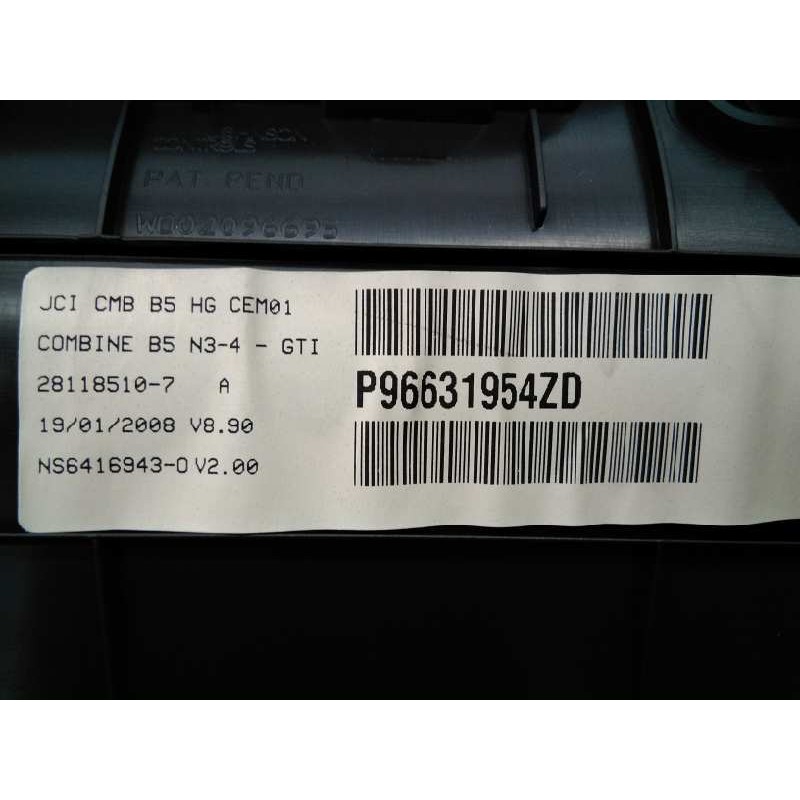 CONTROLS
PAT. PEND
W002096695
JCI CMB B5 HG CEM01
COMBINE B5 N3-4 - GTI
28118510-7 A
19/01/2008 V8.90
NS6416943-0 V2.00
P96631954ZD